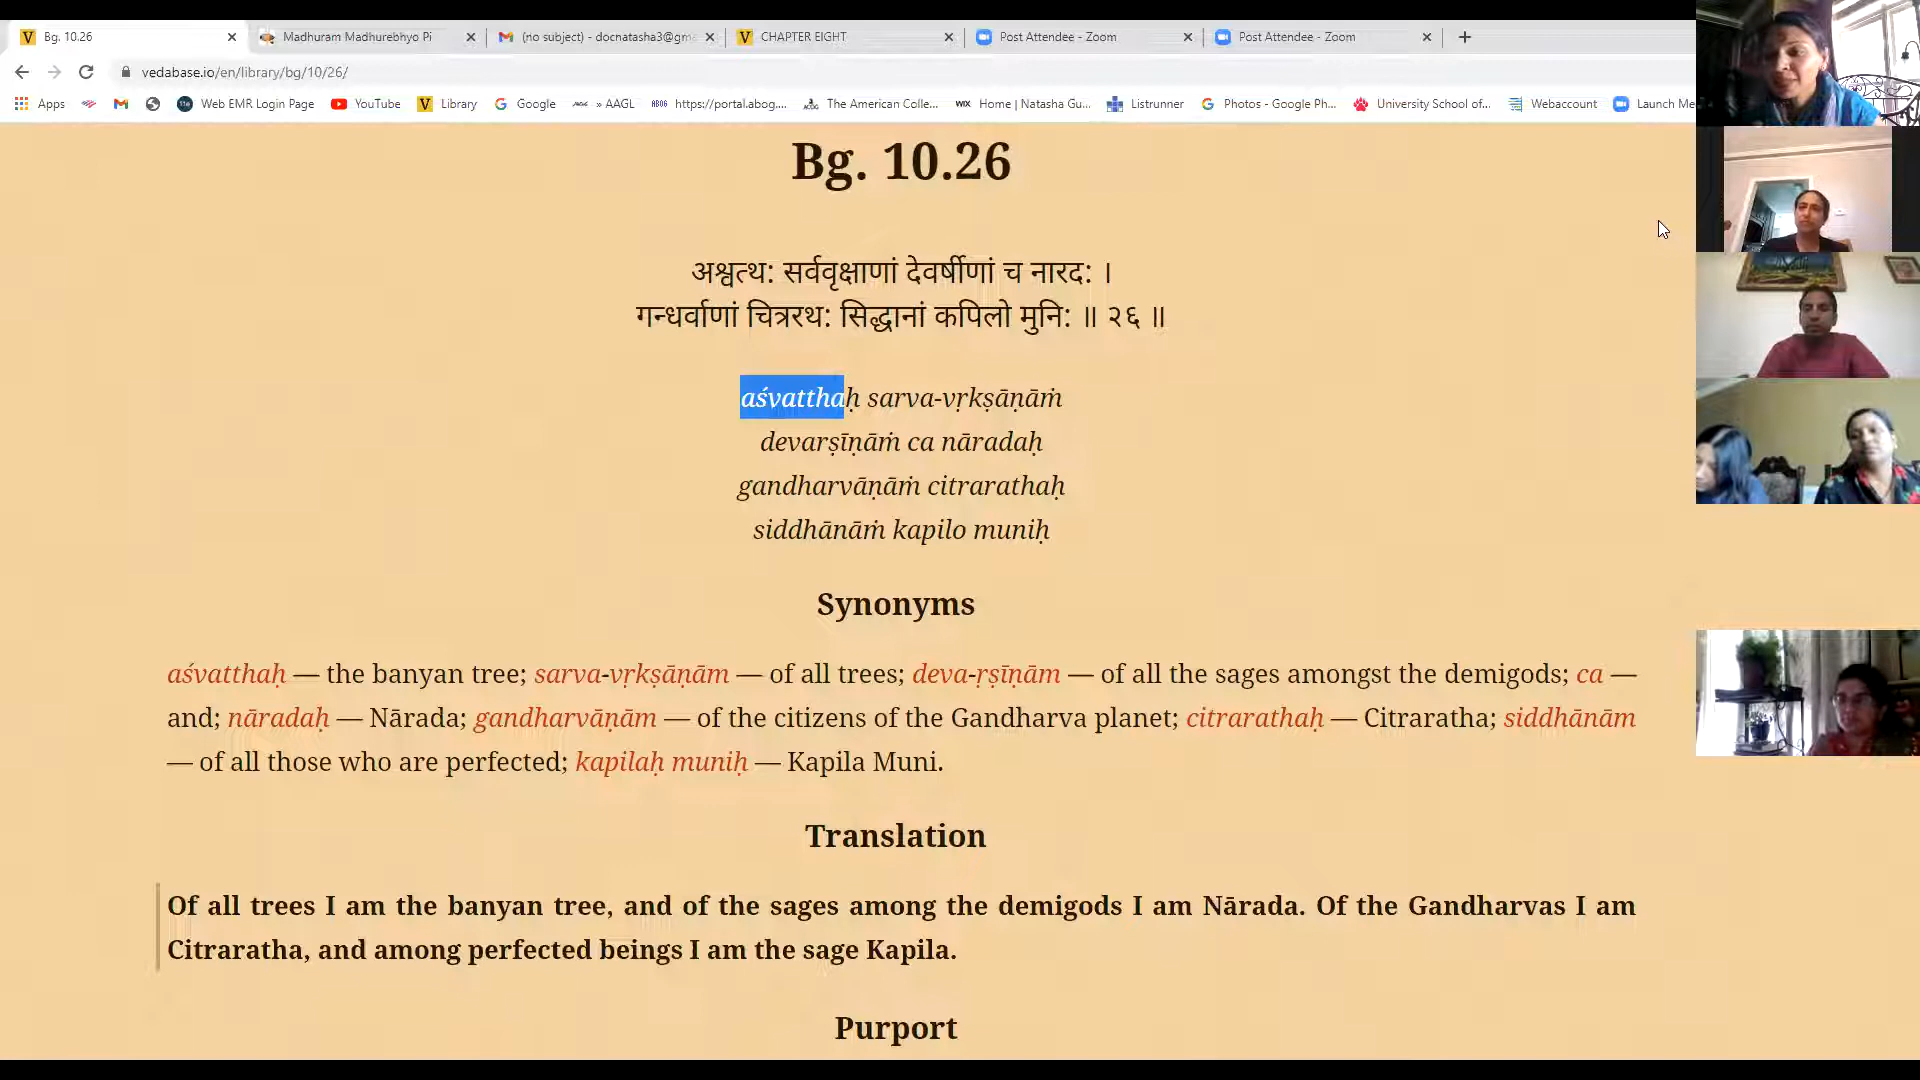 Bg. 10.26
Madhuram Madhurebhyo Pi
(no subject) - docnatasha3@gma
CHAPTER EIGHT
Post Attendee - Zoom
Post Attendee - Zoom
vedabase.io/en/library/bg/10/26/
Apps
Web EMR Login Page
YouTube
Library
Google
» AAGL
https://portal.abog....
The American Colle...
Home | Natasha Gu...
Listrunner
Photos - Google Ph...
University School of...
Webaccount
Launch Me
Bg. 10.26
अश्वत्थ: सर्ववृक्षाणां देवर्षीणां च नारद: ।
गन्धर्वाणां चित्ररथ: सिद्धानां कपिलो मुनि: ॥ २६ ॥
aśvatthaḥ sarva-vṛkṣāṇāṁ
devarṣīṇāṁ ca nāradaḥ
gandharvāṇāṁ citrarathaḥ
siddhānāṁ kapilo muniḥ
Synonyms
aśvatthaḥ — the banyan tree; sarva-vṛkṣāṇām — of all trees; deva-ṛṣīṇām — of all the sages amongst the demigods; ca —
and; nāradaḥ — Nārada; gandharvāṇām — of the citizens of the Gandharva planet; citrarathaḥ — Citraratha; siddhānām
— of all those who are perfected; kapilaḥ muniḥ — Kapila Muni.
Translation
Of all trees I am the banyan tree, and of the sages among the demigods I am Nārada. Of the Gandharvas I am
Citraratha, and among perfected beings I am the sage Kapila.
Purport